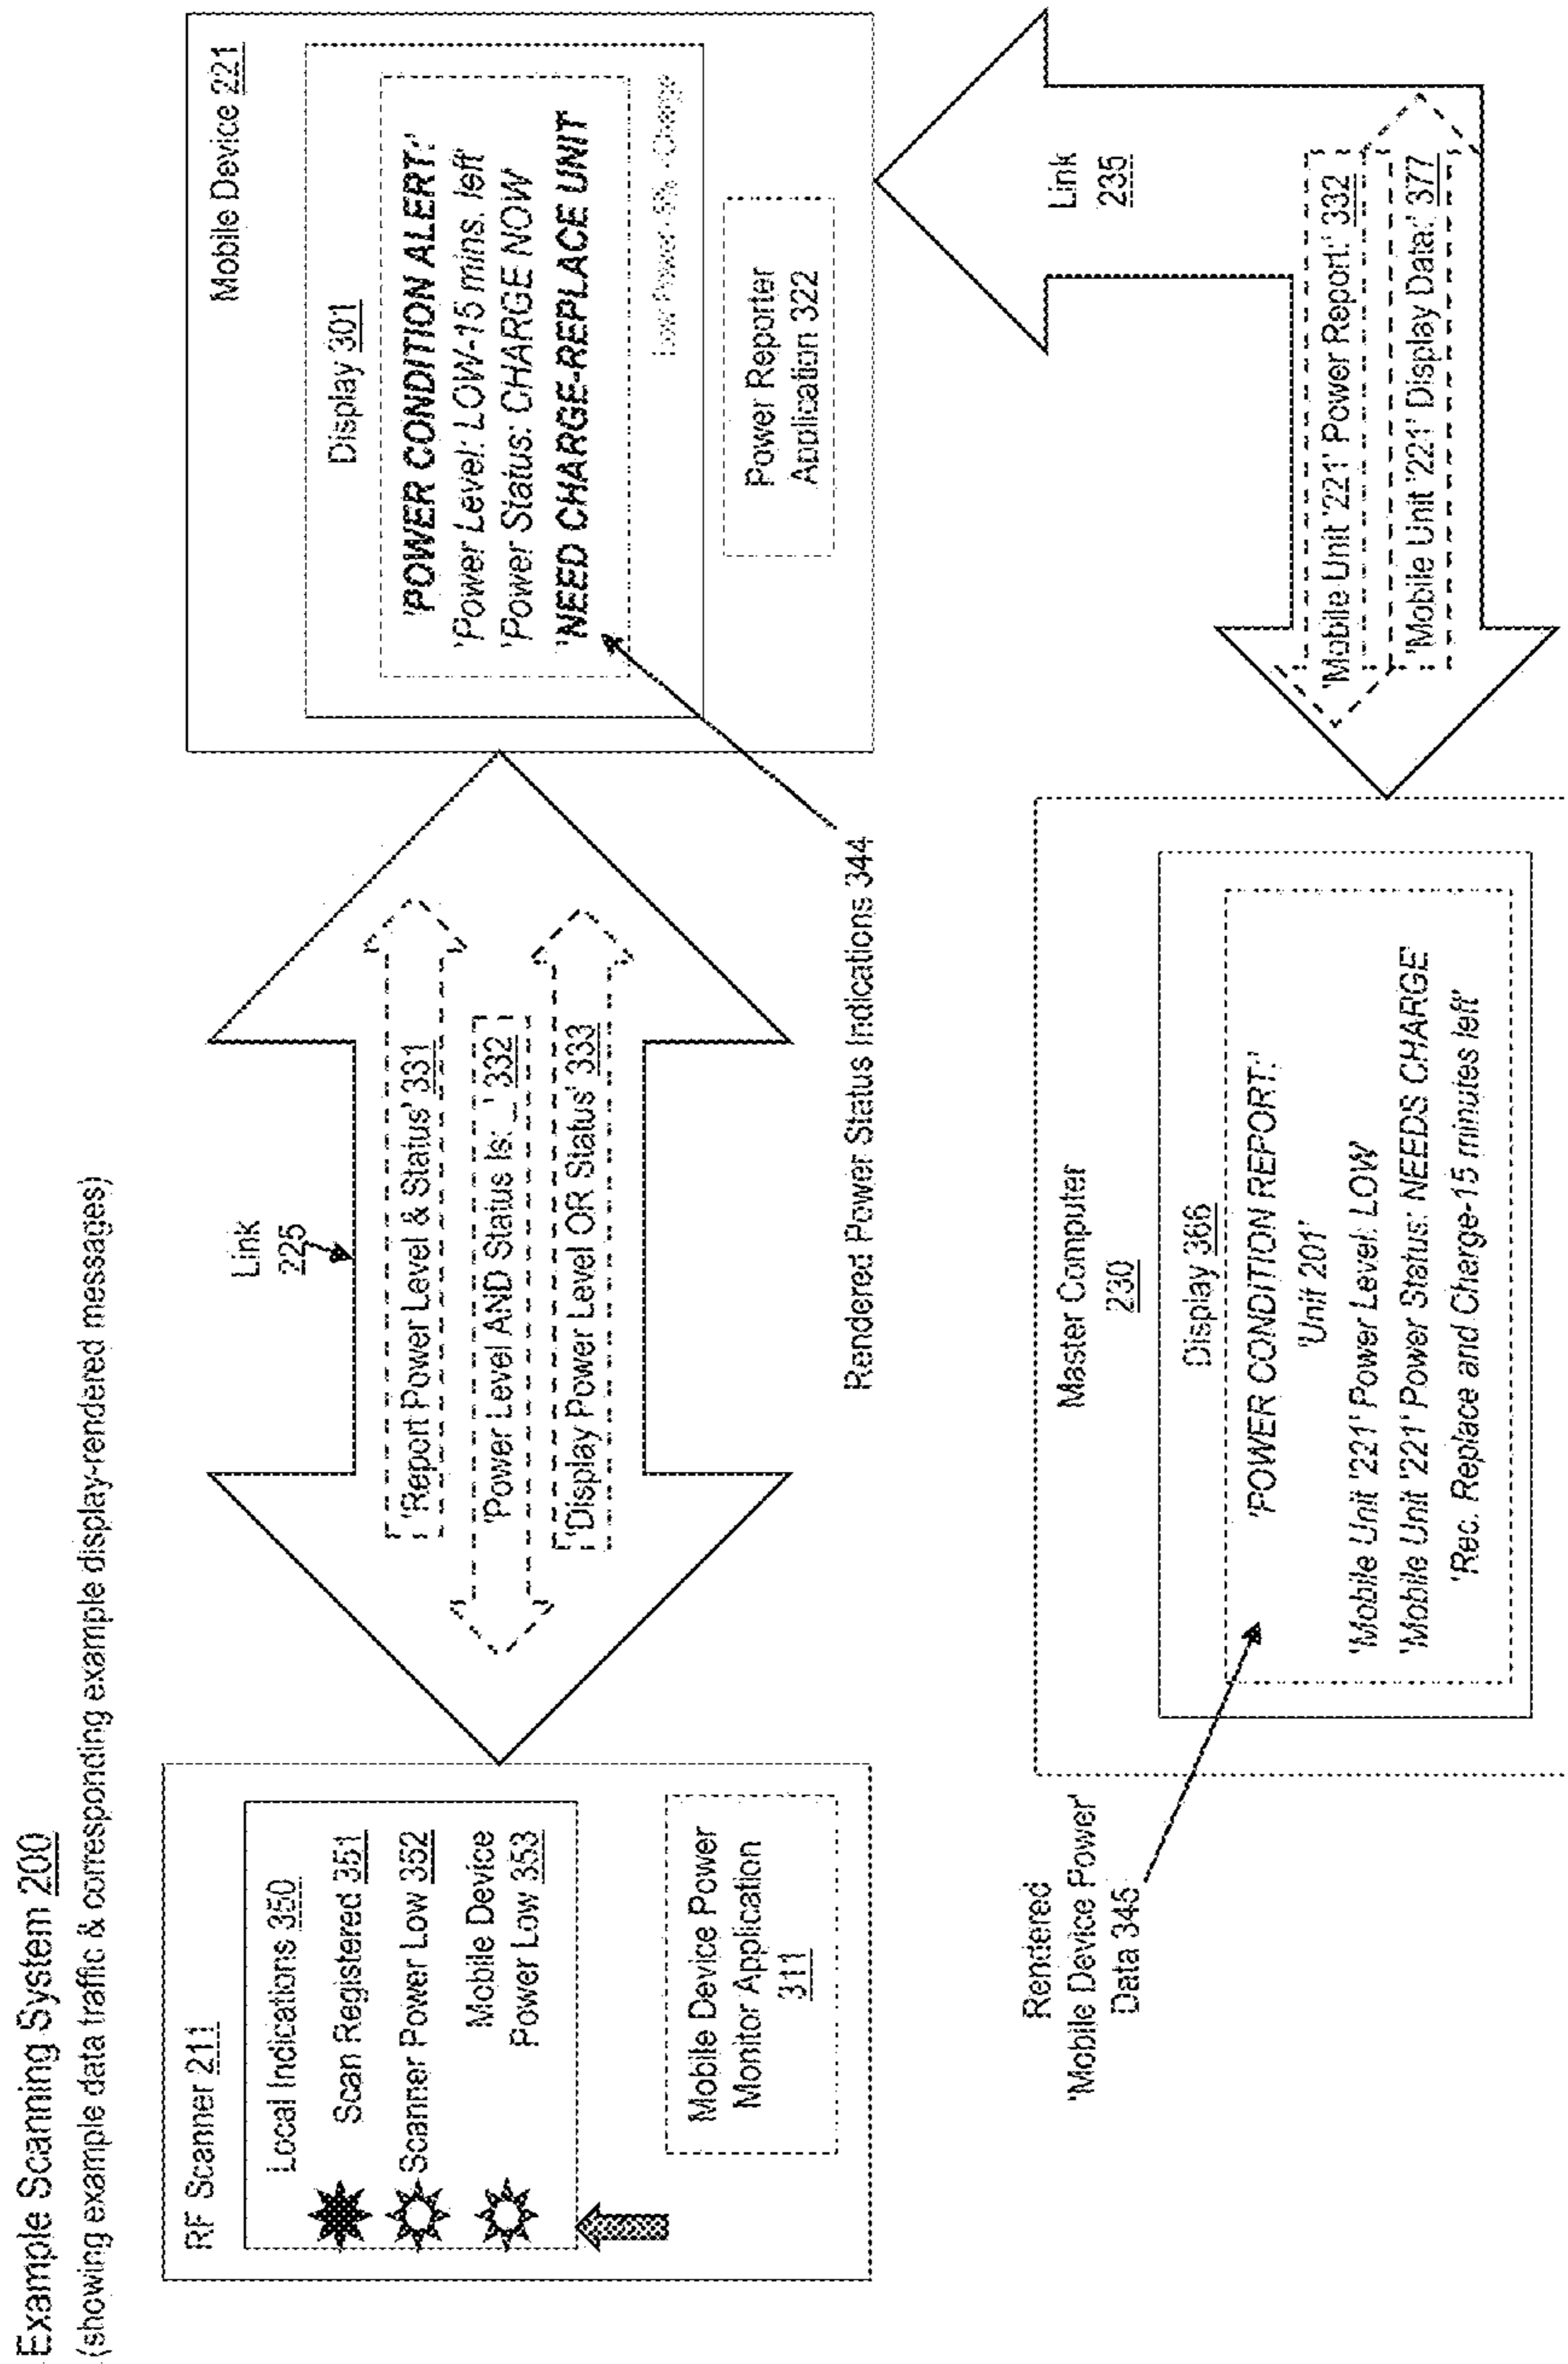 Example Scanning System 200
(showing example data traffic & corresponding example display-rendered messages)
RF Scanner 211
Local Indications 350
Scan Registered 351
Scanner Power Low 352
Mobile Device
Power Low 353
Mobile Device Power
Monitor Application
311
Link
225
'Report Power Level & Status' 331
'Power Level AND Status Is: _' 332
'Display Power Level OR Status' 333
Mobile Device 221
Display 301
'POWER CONDITION ALERT:'
'Power Level: LOW-15 mins. left'
'Power Status: CHARGE NOW
'NEED CHARGE-REPLACE UNIT
Low Power
Power Reporter
Application 322
Rendered Power Status Indications 344
Link
235
'Mobile Unit '221' Power Report:' 332
'Mobile Unit '221' Display Data:' 377
Master Computer
230
Display 366
'POWER CONDITION REPORT:'
'Unit 201'
'Mobile Unit '221' Power Level: LOW
'Mobile Unit '221' Power Status: NEEDS CHARGE
'Rec. Replace and Charge-15 minutes left'
Rendered
'Mobile Device Power'
Data 345